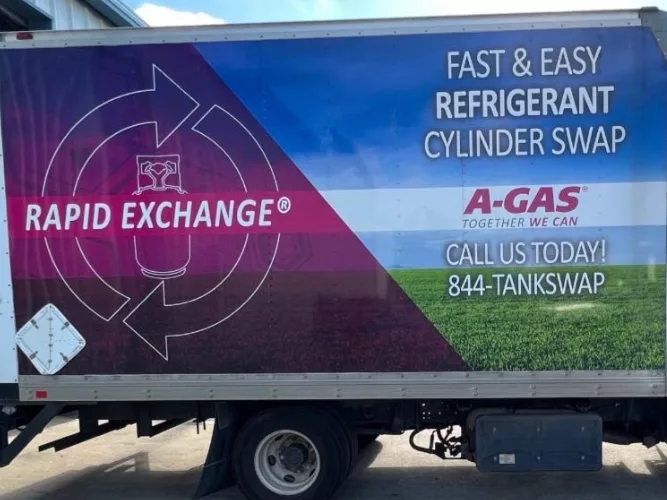 RAPID EXCHANGE®
FAST & EASY
REFRIGERANT
CYLINDER SWAP
A-GAS®
TOGETHER WE CAN
CALL US TODAY!
844-TANKSWAP